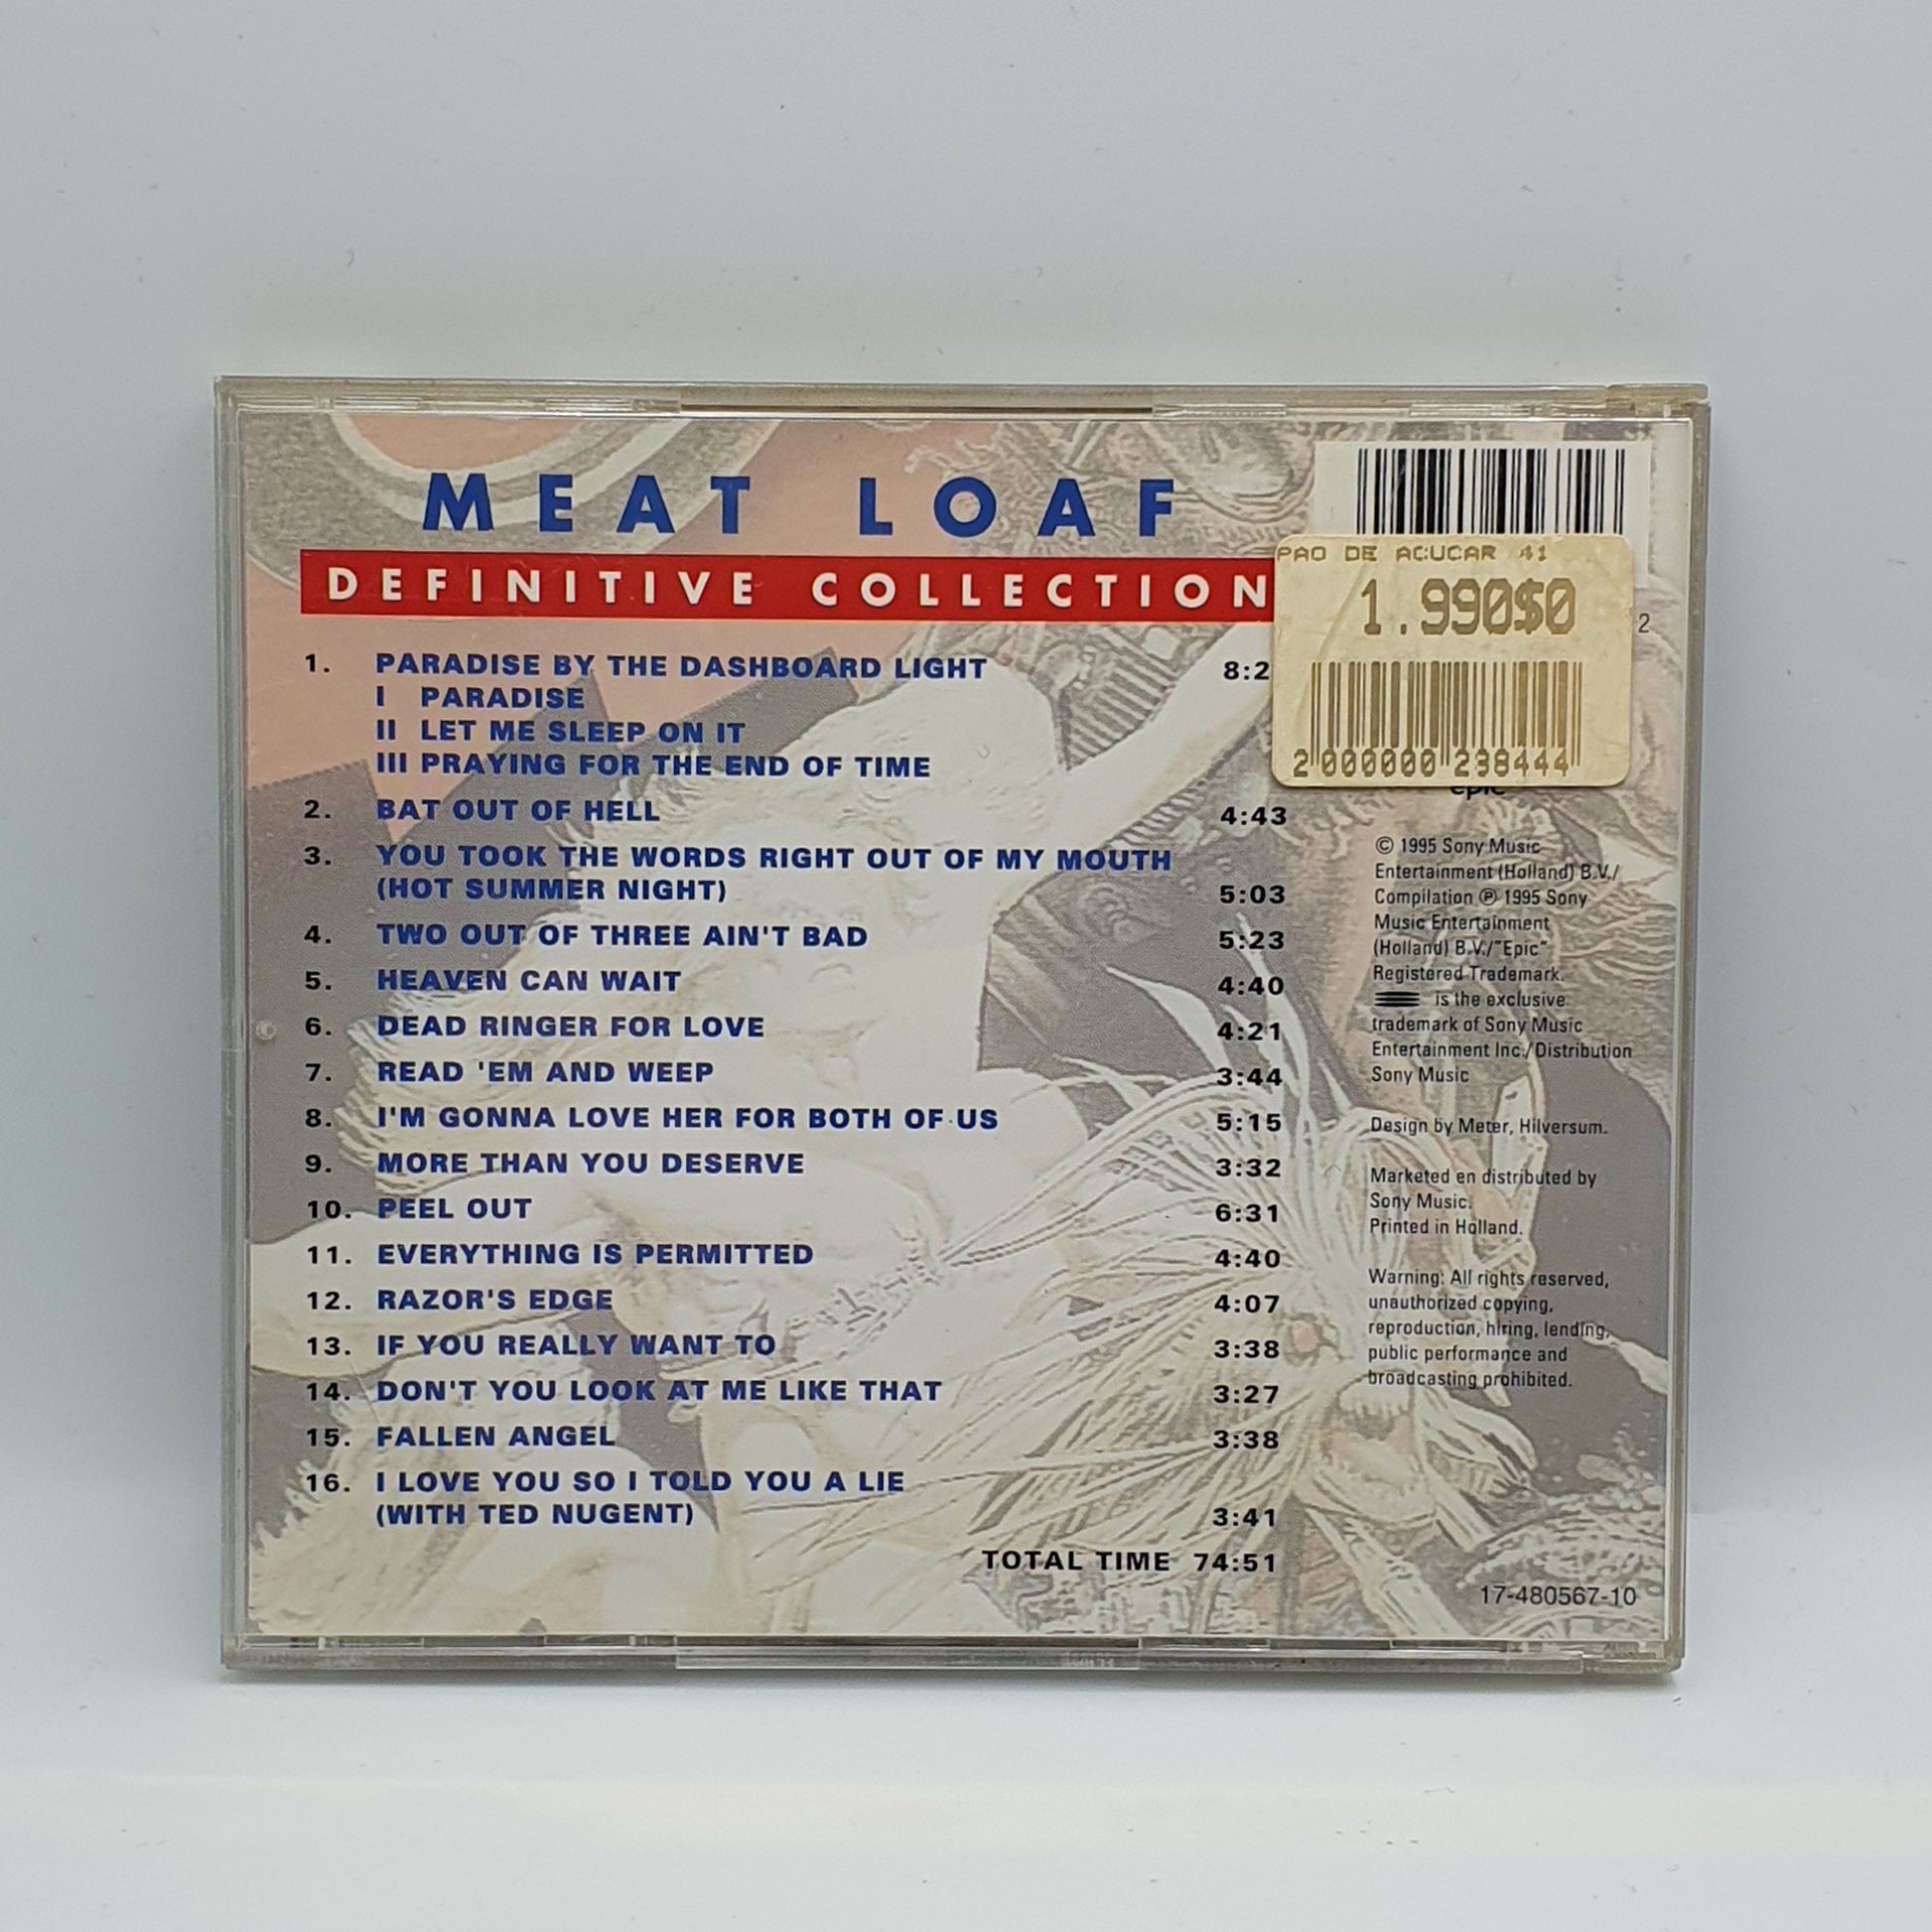 MEAT LOAF
DEFINITIVE COLLECTION
PAO DE ACUCAR 41
1.990$0
2 000000 238444
2
1. PARADISE BY THE DASHBOARD LIGHT 8:2
I PARADISE
II LET ME SLEEP ON IT
III PRAYING FOR THE END OF TIME
2. BAT OUT OF HELL 4:43
3. YOU TOOK THE WORDS RIGHT OUT OF MY MOUTH
(HOT SUMMER NIGHT) 5:03
4. TWO OUT OF THREE AIN'T BAD 5:23
5. HEAVEN CAN WAIT 4:40
6. DEAD RINGER FOR LOVE 4:21
7. READ 'EM AND WEEP 3:44
8. I'M GONNA LOVE HER FOR BOTH OF US 5:15
9. MORE THAN YOU DESERVE 3:32
10. PEEL OUT 6:31
11. EVERYTHING IS PERMITTED 4:40
12. RAZOR'S EDGE 4:07
13. IF YOU REALLY WANT TO 3:38
14. DON'T YOU LOOK AT ME LIKE THAT 3:27
15. FALLEN ANGEL 3:38
16. I LOVE YOU SO I TOLD YOU A LIE
(WITH TED NUGENT) 3:41
TOTAL TIME 74:51
epic
© 1995 Sony Music
Entertainment (Holland) B.V./
Compilation ℗ 1995 Sony
Music Entertainment
(Holland) B.V./"Epic"
Registered Trademark.
is the exclusive
trademark of Sony Music
Entertainment Inc./Distribution
Sony Music
Design by Meter, Hilversum.
Marketed en distributed by
Sony Music.
Printed in Holland.
Warning: All rights reserved,
unauthorized copying,
reproduction, hiring, lending,
public performance and
broadcasting prohibited.
17-480567-10